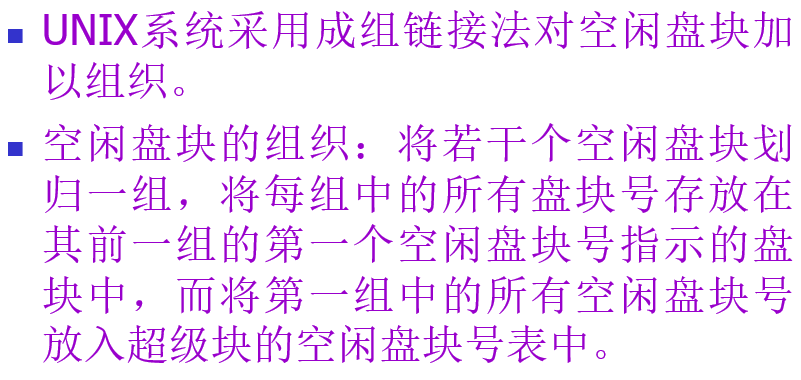 UNIX系统采用成组链接法对空闲盘块加
以组织。
空闲盘块的组织：将若干个空闲盘块划
归一组，将每组中的所有盘块号存放在
其前一组的第一个空闲盘块号指示的盘
块中，而将第一组中的所有空闲盘块号
放入超级块的空闲盘块号表中。